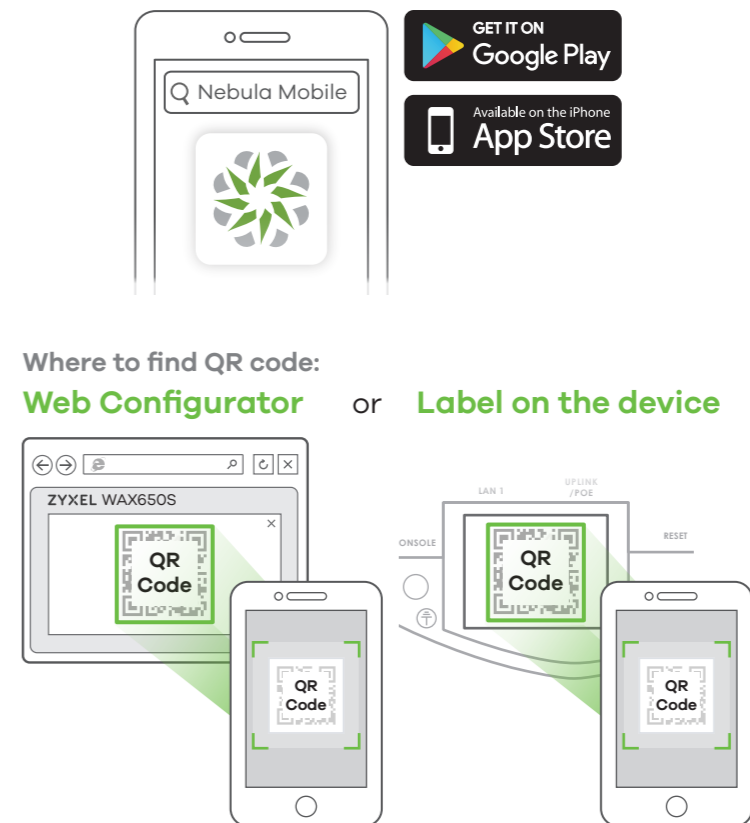 GET IT ON
Google Play
Nebula Mobile
Available on the iPhone
App Store
Where to find QR code:
Web Configurator or Label on the device
ZYXEL WAX650S
×
QR
Code
QR
Code
LAN 1
UPLINK
/POE
ONSOLE
RESET
QR
Code
QR
Code